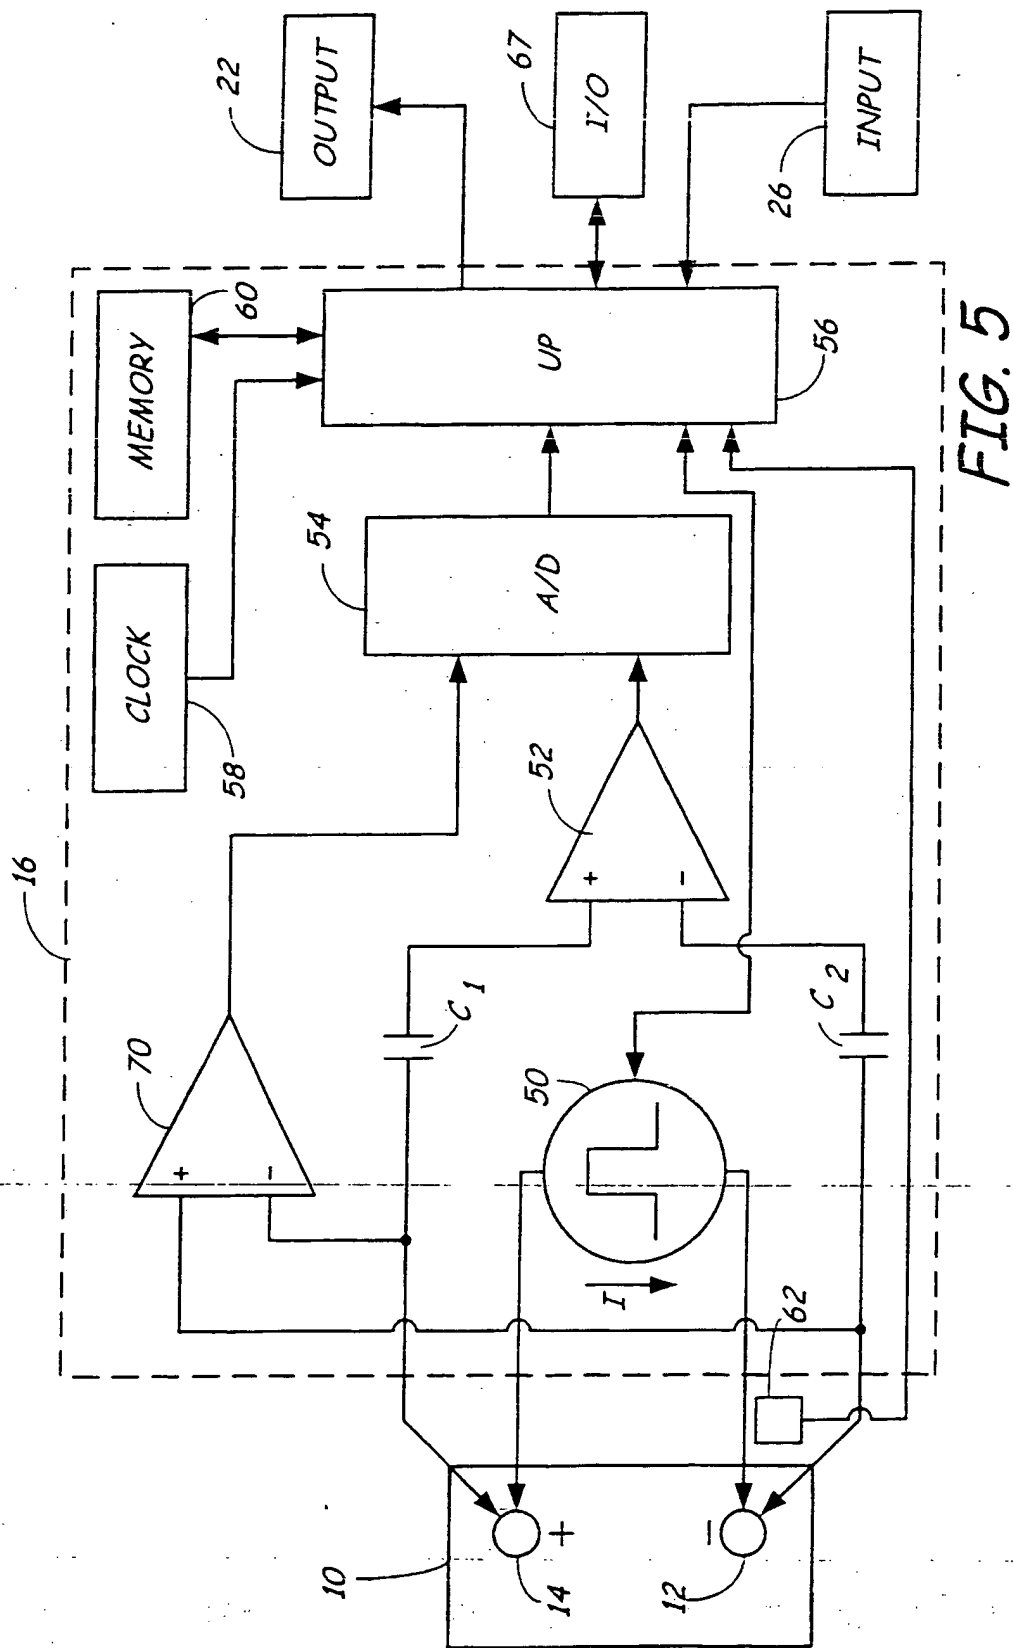 16
CLOCK
58
MEMORY
60
22
OUTPUT
70
+
−
54
A/D
UP
56
67
I/O
C1
52
+
−
50
I
C2
26
INPUT
10
14
+
−
12
62
FIG. 5